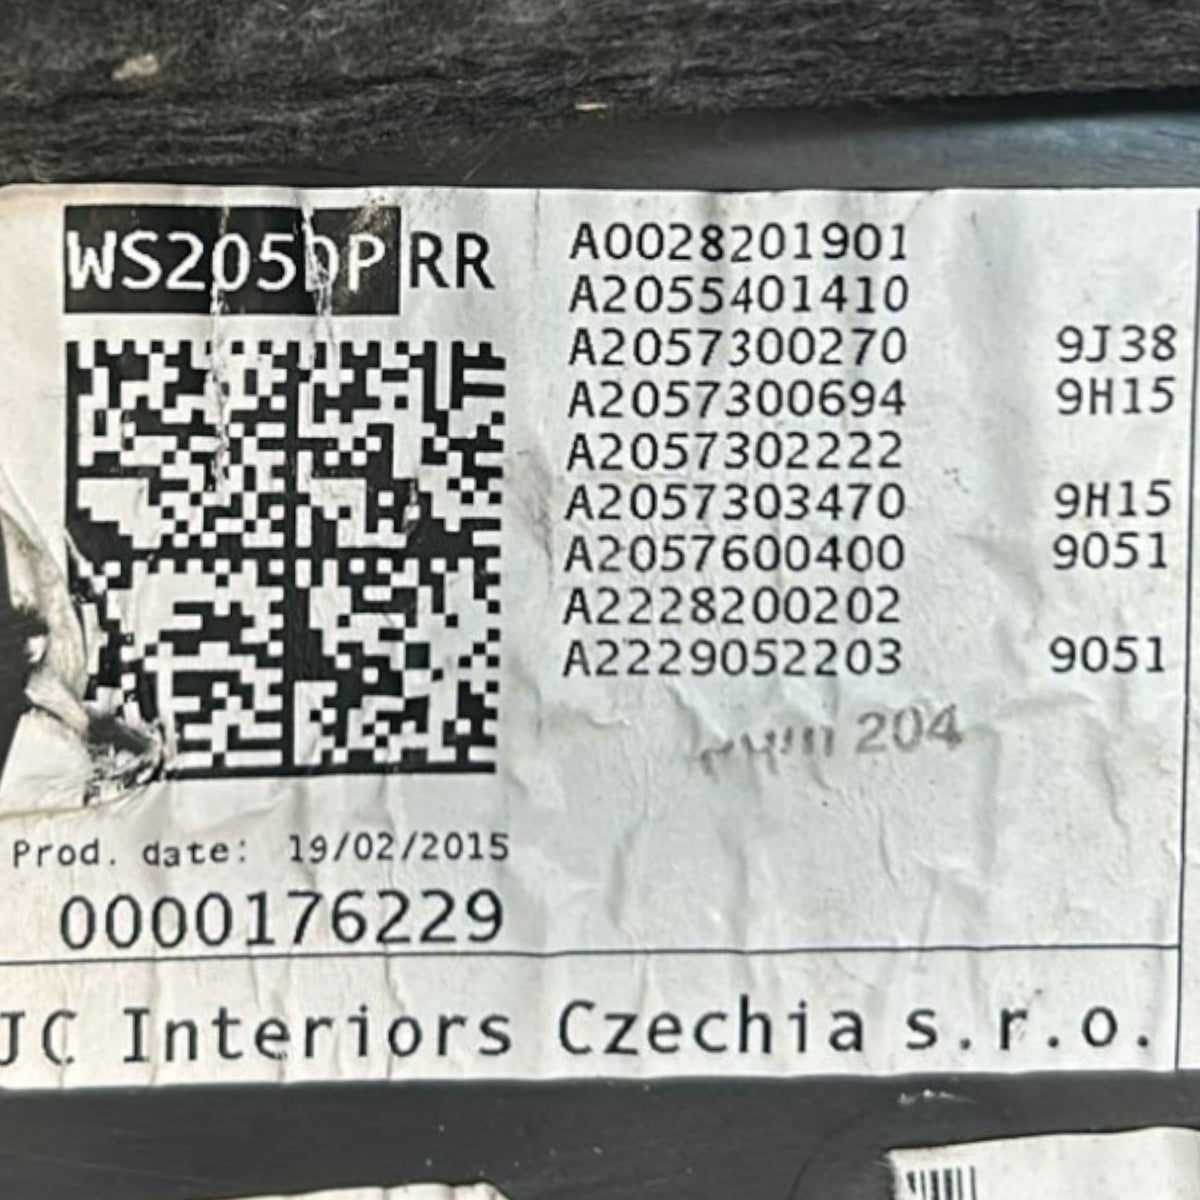 WS205DP RR
A0028201901
A2055401410
A2057300270 9J38
A2057300694 9H15
A2057302222
A2057303470 9H15
A2057600400 9051
A2228200202
A2229052203 9051
204
Prod. date: 19/02/2015
0000176229
JC Interiors Czechia s.r.o.